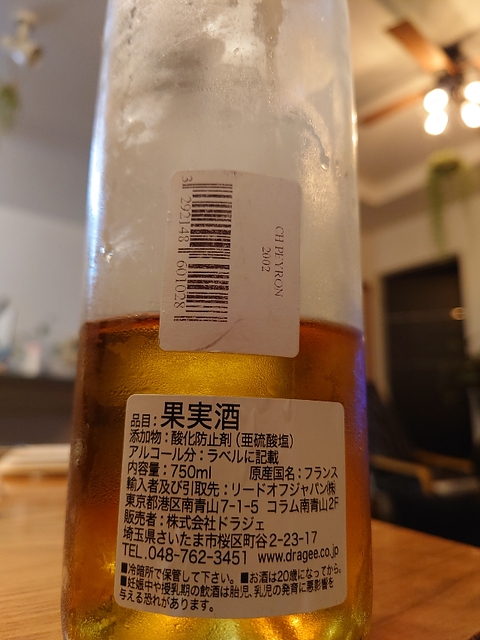 3 292148 601028
CH PEYRON
2002
品目：果実酒
添加物：酸化防止剤（亜硫酸塩）
アルコール分：ラベルに記載
内容量：750ml 原産国名：フランス
輸入者及び引取先：リードオフジャパン㈱
東京都港区南青山7-1-5 コラム南青山2F
販売者：株式会社ドラジェ
埼玉県さいたま市桜区町谷2-23-17
TEL.048-762-3451 www.dragee.co.jp
■冷暗所で保管して下さい。■お酒は20歳になってから。
■妊娠中や授乳期の飲酒は胎児、乳児の発育に悪影響を
与える恐れがあります。